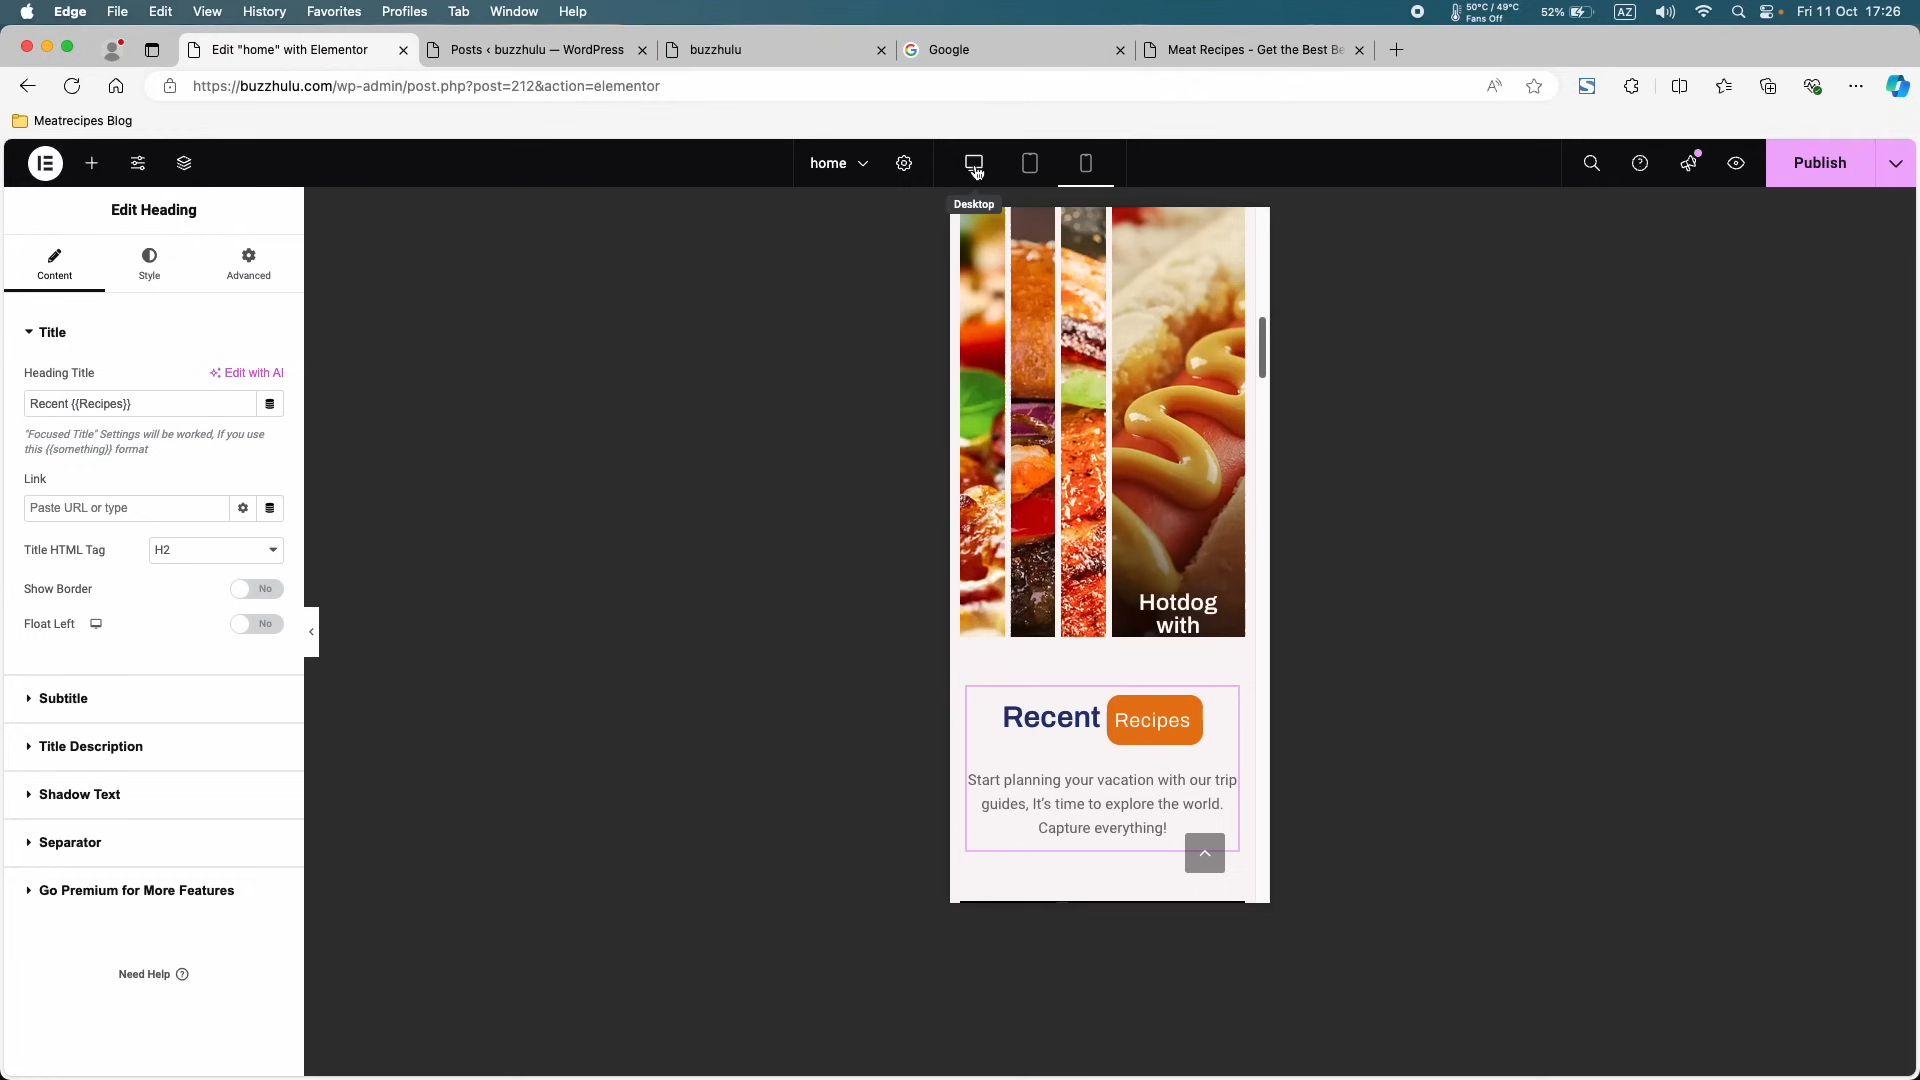 Edge File Edit View History Favorites Profiles Tab Window Help 50°C / 49°C Fans Off 52% AZ Fri 11 Oct 17:26
Edit "home" with Elementor Posts ‹ buzzhulu — WordPress buzzhulu Google Meat Recipes - Get the Best Be
https://buzzhulu.com/wp-admin/post.php?post=212&action=elementor
Meatrecipes Blog
home Publish
Desktop
Edit Heading
Content Style Advanced
Title
Heading Title Edit with AI
Recent {{Recipes}}
"Focused Title" Settings will be worked, If you use
this {{something}} format
Link
Paste URL or type
Title HTML Tag H2
Show Border No
Float Left No
Subtitle
Title Description
Shadow Text
Separator
Go Premium for More Features
Need Help
Hotdog
with
Recent Recipes
Start planning your vacation with our trip
guides, It's time to explore the world.
Capture everything!